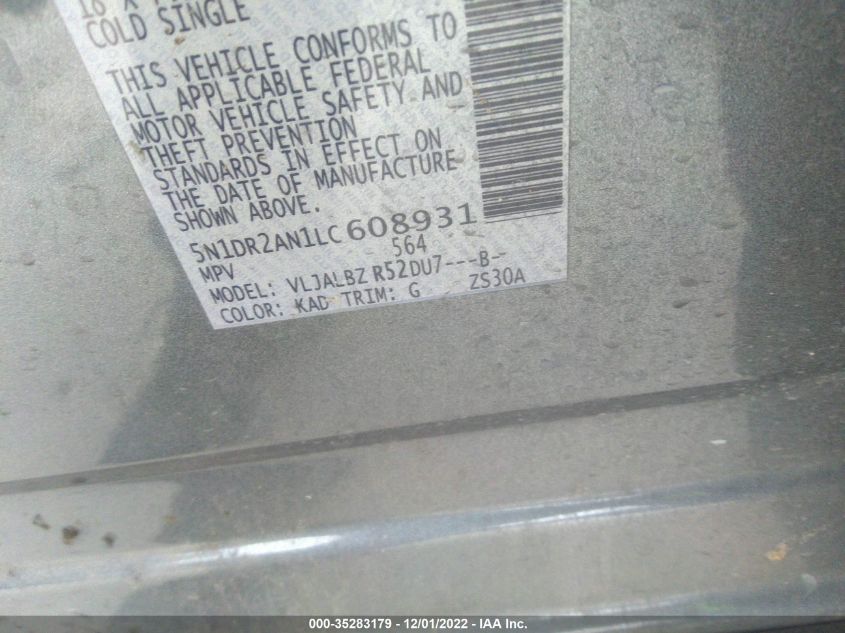 COLD SINGLE
THIS VEHICLE CONFORMS TO
ALL APPLICABLE FEDERAL
MOTOR VEHICLE SAFETY AND
THEFT PREVENTION
STANDARDS IN EFFECT ON
THE DATE OF MANUFACTURE
SHOWN ABOVE.
5N1DR2AN1LC608931
MPV 564
MODEL: VLJALBZ R52DU7---B-
COLOR: KAD TRIM: G ZS30A
000-35283179 - 12/01/2022 - IAA Inc.